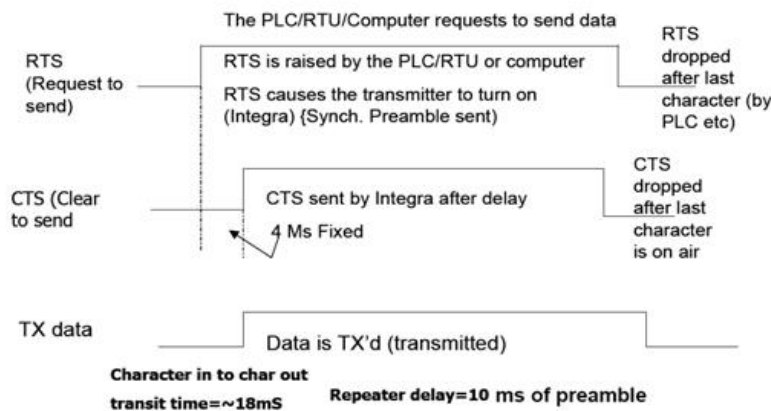 The PLC/RTU/Computer requests to send data
RTS
(Request to
send)
RTS is raised by the PLC/RTU or computer
RTS causes the transmitter to turn on
(Integra) {Synch. Preamble sent)
RTS
dropped
after last
character (by
PLC etc)
CTS (Clear
to send
CTS sent by Integra after delay
4 Ms Fixed
CTS
dropped
after last
character
is on air
TX data
Data is TX'd (transmitted)
Character in to char out
transit time=~18mS
Repeater delay=10 ms of preamble